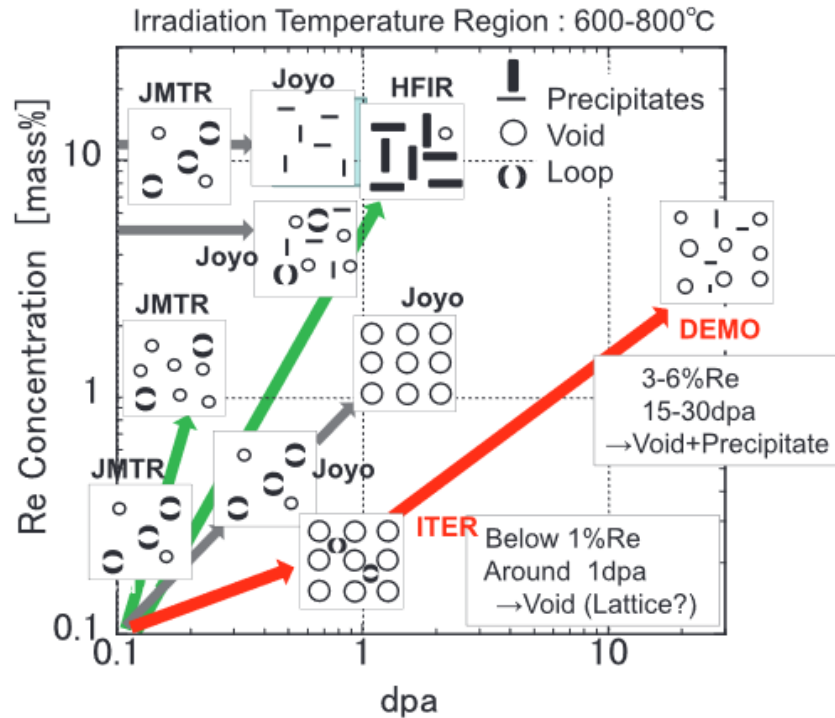 Irradiation Temperature Region : 600-800℃
JMTR
Joyo
HFIR
Precipitates
Void
Loop
10
Joyo
JMTR
Joyo
DEMO
3-6%Re
15-30dpa
→Void+Precipitate
1
JMTR
Joyo
ITER
Below 1%Re
Around 1dpa
→Void (Lattice?)
0.1
0.1
1
10
dpa
Re Concentration [mass%]